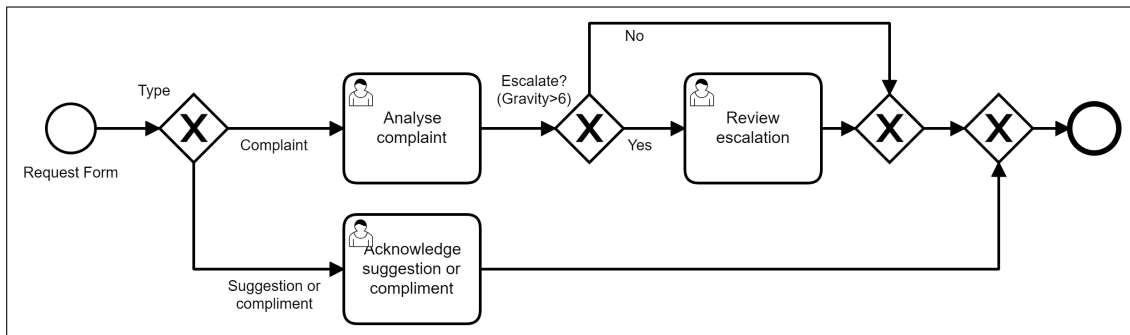 Type
Request Form
Complaint
Analyse
complaint
Escalate?
(Gravity>6)
No
Yes
Review
escalation
Suggestion or
compliment
Acknowledge
suggestion or
compliment